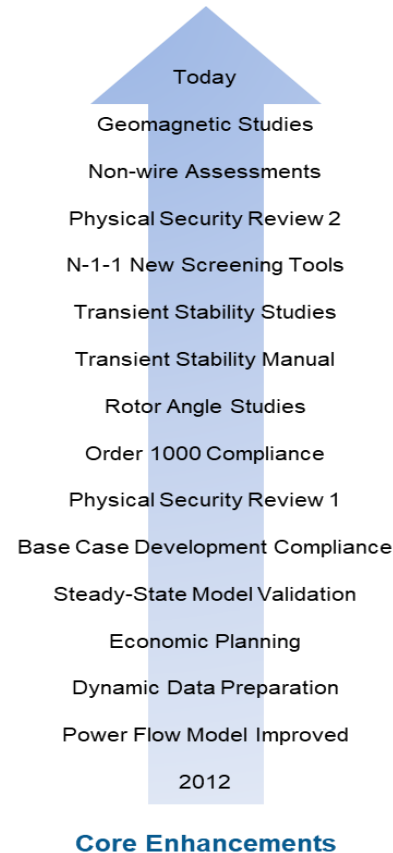 Today
Geomagnetic Studies
Non-wire Assessments
Physical Security Review 2
N-1-1 New Screening Tools
Transient Stability Studies
Transient Stability Manual
Rotor Angle Studies
Order 1000 Compliance
Physical Security Review 1
Base Case Development Compliance
Steady-State Model Validation
Economic Planning
Dynamic Data Preparation
Power Flow Model Improved
2012
Core Enhancements